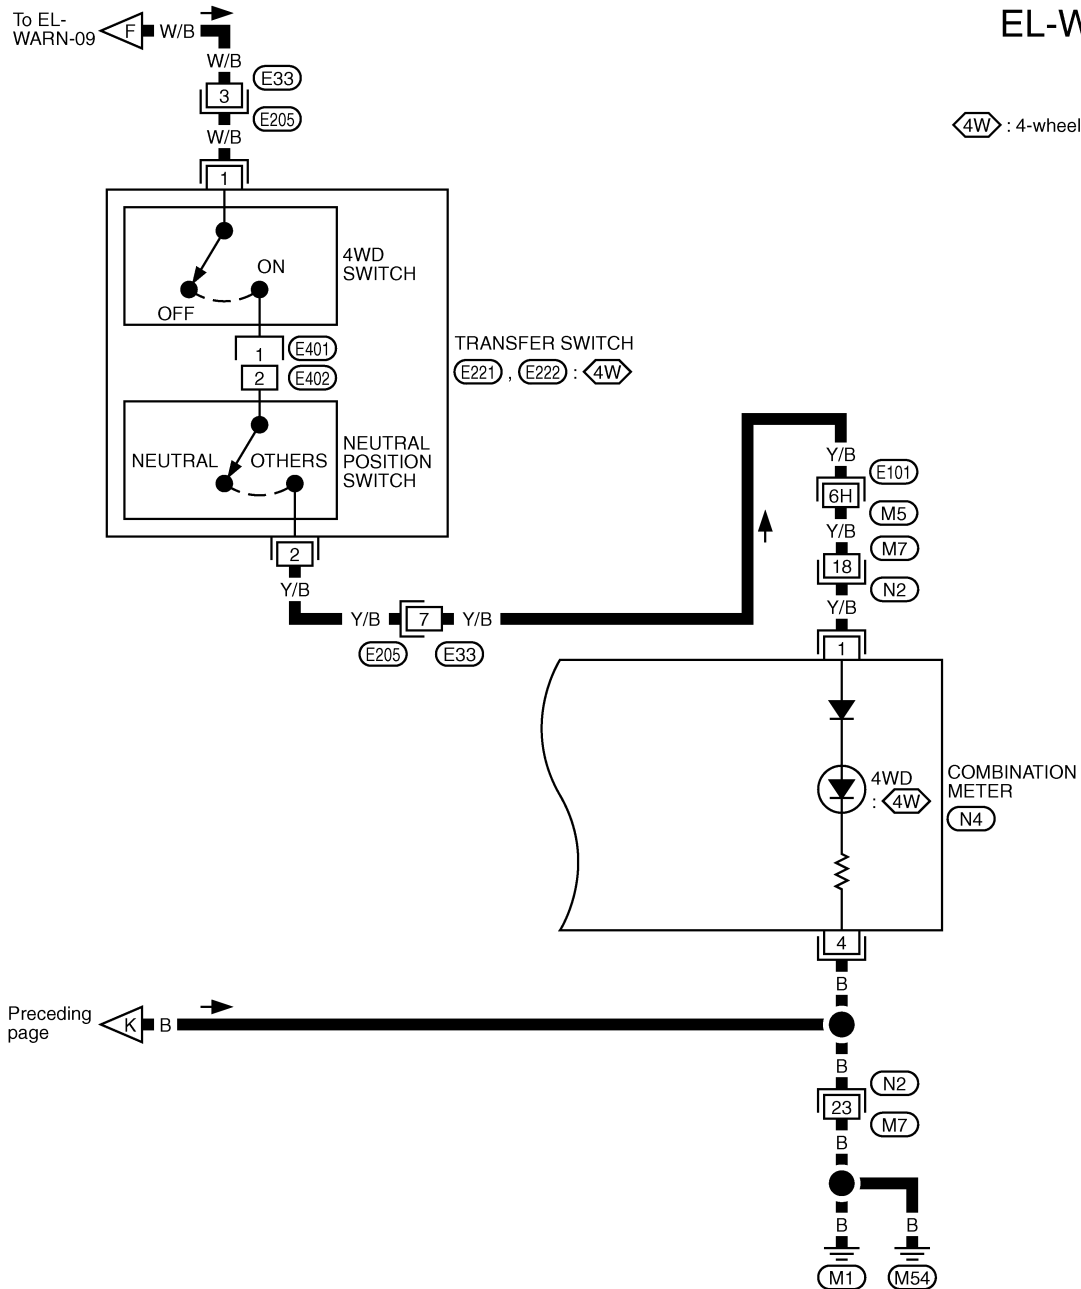 EL-W
To EL-
WARN-09
F
W/B
W/B
E33
3
E205
W/B
4W : 4-wheel
1
4WD
SWITCH
ON
OFF
1
E401
2
E402
TRANSFER SWITCH
E221 , E222 : 4W
NEUTRAL
OTHERS
NEUTRAL
POSITION
SWITCH
2
Y/B
Y/B
7
Y/B
E205
E33
Y/B
E101
6H
M5
Y/B
M7
18
N2
Y/B
1
4WD
: 4W
COMBINATION
METER
N4
4
B
Preceding
page
K
B
B
N2
23
M7
B
B
B
M1
M54